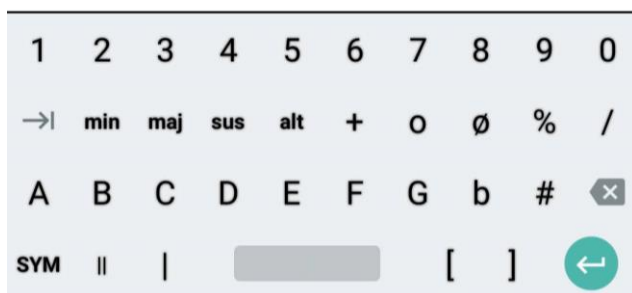 1 2 3 4 5 6 7 8 9 0
→| min maj sus alt + o ø % /
A B C D E F G b #
SYM || | [ ]